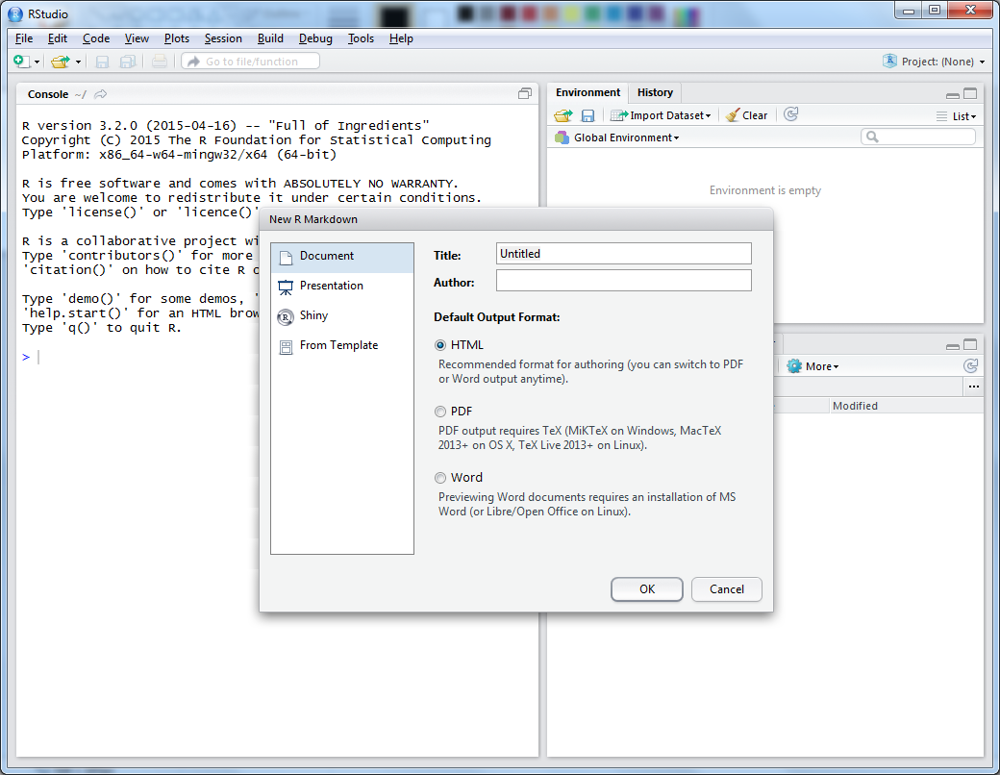 RStudio
File Edit Code View Plots Session Build Debug Tools Help
Go to file/function
Project: (None)
Console ~/
R version 3.2.0 (2015-04-16) -- "Full of Ingredients"
Copyright (C) 2015 The R Foundation for Statistical Computing
Platform: x86_64-w64-mingw32/x64 (64-bit)
R is free software and comes with ABSOLUTELY NO WARRANTY.
You are welcome to redistribute it under certain conditions.
Type 'license()' or 'licence()'
R is a collaborative project
Type 'contributors()' for more
'citation()' on how to cite R
Type 'demo()' for some demos, '
'help.start()' for an HTML
Type 'q()' to quit R.
>
Environment History
Import Dataset Clear List
Global Environment
Environment is empty
More
...
Modified
New R Markdown
Document
Presentation
Shiny
From Template
Title: Untitled
Author:
Default Output Format:
HTML
Recommended format for authoring (you can switch to PDF
or Word output anytime).
PDF
PDF output requires TeX (MiKTeX on Windows, MacTeX
2013+ on OS X, TeX Live 2013+ on Linux).
Word
Previewing Word documents requires an installation of MS
Word (or Libre/Open Office on Linux).
OK Cancel